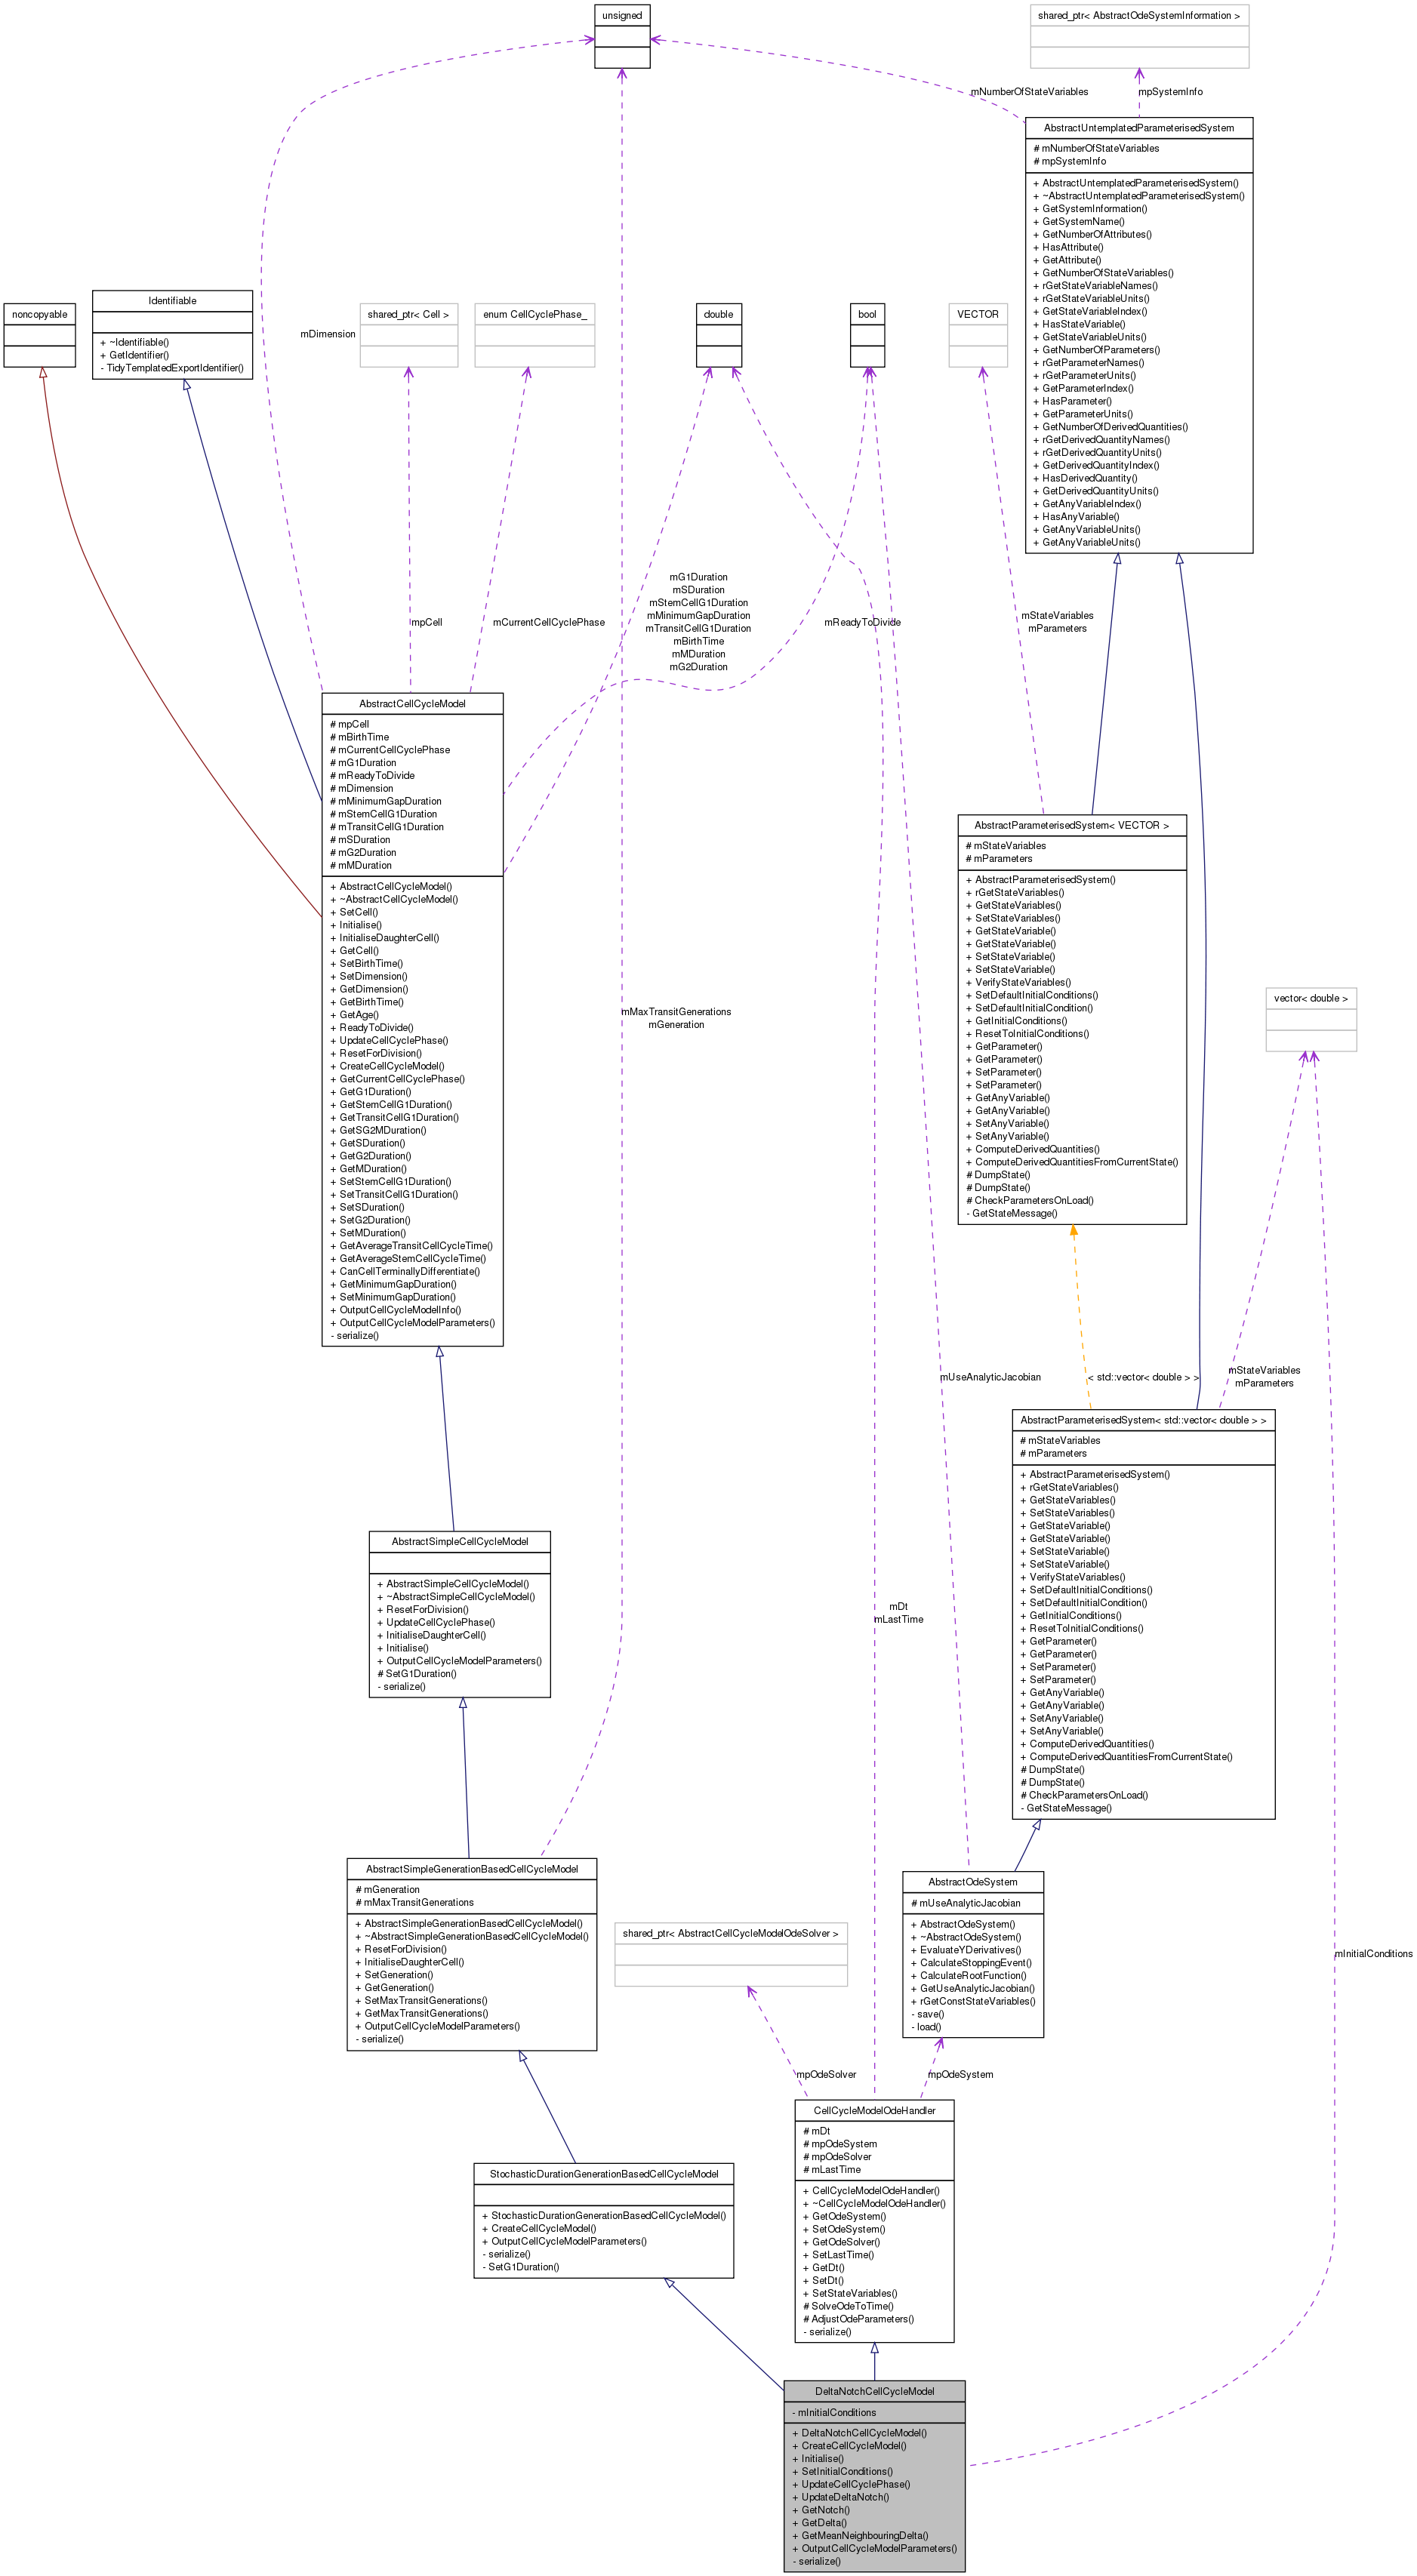 unsigned
shared_ptr< AbstractOdeSystemInformation >
mNumberOfStateVariables
mpSystemInfo
AbstractUntemplatedParameterisedSystem
# mNumberOfStateVariables
# mpSystemInfo
+ AbstractUntemplatedParameterisedSystem()
+ ~AbstractUntemplatedParameterisedSystem()
+ GetSystemInformation()
+ GetSystemName()
+ GetNumberOfAttributes()
+ HasAttribute()
+ GetAttribute()
+ GetNumberOfStateVariables()
+ rGetStateVariableNames()
+ rGetStateVariableUnits()
+ GetStateVariableIndex()
+ HasStateVariable()
+ GetStateVariableUnits()
+ GetNumberOfParameters()
+ rGetParameterNames()
+ rGetParameterUnits()
+ GetParameterIndex()
+ HasParameter()
+ GetParameterUnits()
+ GetNumberOfDerivedQuantities()
+ rGetDerivedQuantityNames()
+ rGetDerivedQuantityUnits()
+ GetDerivedQuantityIndex()
+ HasDerivedQuantity()
+ GetDerivedQuantityUnits()
+ GetAnyVariableIndex()
+ HasAnyVariable()
+ GetAnyVariableUnits()
+ GetAnyVariableUnits()
noncopyable
Identifiable
+ ~Identifiable()
+ GetIdentifier()
- TidyTemplatedExportIdentifier()
mDimension
shared_ptr< Cell >
enum CellCyclePhase_
double
bool
VECTOR
mpCell
mCurrentCellCyclePhase
mG1Duration
mSDuration
mStemCellG1Duration
mMinimumGapDuration
mTransitCellG1Duration
mBirthTime
mMDuration
mG2Duration
mReadyToDivide
mStateVariables
mParameters
AbstractCellCycleModel
# mpCell
# mBirthTime
# mCurrentCellCyclePhase
# mG1Duration
# mReadyToDivide
# mDimension
# mMinimumGapDuration
# mStemCellG1Duration
# mTransitCellG1Duration
# mSDuration
# mG2Duration
# mMDuration
+ AbstractCellCycleModel()
+ ~AbstractCellCycleModel()
+ SetCell()
+ Initialise()
+ InitialiseDaughterCell()
+ GetCell()
+ SetBirthTime()
+ SetDimension()
+ GetDimension()
+ GetBirthTime()
+ GetAge()
+ ReadyToDivide()
+ UpdateCellCyclePhase()
+ ResetForDivision()
+ CreateCellCycleModel()
+ GetCurrentCellCyclePhase()
+ GetG1Duration()
+ GetStemCellG1Duration()
+ GetTransitCellG1Duration()
+ GetSG2MDuration()
+ GetSDuration()
+ GetG2Duration()
+ GetMDuration()
+ SetStemCellG1Duration()
+ SetTransitCellG1Duration()
+ SetSDuration()
+ SetG2Duration()
+ SetMDuration()
+ GetAverageTransitCellCycleTime()
+ GetAverageStemCellCycleTime()
+ CanCellTerminallyDifferentiate()
+ GetMinimumGapDuration()
+ SetMinimumGapDuration()
+ OutputCellCycleModelInfo()
+ OutputCellCycleModelParameters()
- serialize()
AbstractParameterisedSystem< VECTOR >
# mStateVariables
# mParameters
+ AbstractParameterisedSystem()
+ rGetStateVariables()
+ GetStateVariables()
+ SetStateVariables()
+ GetStateVariable()
+ GetStateVariable()
+ SetStateVariable()
+ SetStateVariable()
+ VerifyStateVariables()
+ SetDefaultInitialConditions()
+ SetDefaultInitialCondition()
+ GetInitialConditions()
+ ResetToInitialConditions()
+ GetParameter()
+ GetParameter()
+ SetParameter()
+ SetParameter()
+ GetAnyVariable()
+ GetAnyVariable()
+ SetAnyVariable()
+ SetAnyVariable()
+ ComputeDerivedQuantities()
+ ComputeDerivedQuantitiesFromCurrentState()
# DumpState()
# DumpState()
# CheckParametersOnLoad()
- GetStateMessage()
vector< double >
mMaxTransitGenerations
mGeneration
mUseAnalyticJacobian
< std::vector< double > >
mStateVariables
mParameters
AbstractParameterisedSystem< std::vector< double > >
# mStateVariables
# mParameters
+ AbstractParameterisedSystem()
+ rGetStateVariables()
+ GetStateVariables()
+ SetStateVariables()
+ GetStateVariable()
+ GetStateVariable()
+ SetStateVariable()
+ SetStateVariable()
+ VerifyStateVariables()
+ SetDefaultInitialConditions()
+ SetDefaultInitialCondition()
+ GetInitialConditions()
+ ResetToInitialConditions()
+ GetParameter()
+ GetParameter()
+ SetParameter()
+ SetParameter()
+ GetAnyVariable()
+ GetAnyVariable()
+ SetAnyVariable()
+ SetAnyVariable()
+ ComputeDerivedQuantities()
+ ComputeDerivedQuantitiesFromCurrentState()
# DumpState()
# DumpState()
# CheckParametersOnLoad()
- GetStateMessage()
AbstractSimpleCellCycleModel
+ AbstractSimpleCellCycleModel()
+ ~AbstractSimpleCellCycleModel()
+ ResetForDivision()
+ UpdateCellCyclePhase()
+ InitialiseDaughterCell()
+ Initialise()
+ OutputCellCycleModelParameters()
# SetG1Duration()
- serialize()
mDt
mLastTime
AbstractSimpleGenerationBasedCellCycleModel
# mGeneration
# mMaxTransitGenerations
+ AbstractSimpleGenerationBasedCellCycleModel()
+ ~AbstractSimpleGenerationBasedCellCycleModel()
+ ResetForDivision()
+ InitialiseDaughterCell()
+ SetGeneration()
+ GetGeneration()
+ SetMaxTransitGenerations()
+ GetMaxTransitGenerations()
+ OutputCellCycleModelParameters()
- serialize()
shared_ptr< AbstractCellCycleModelOdeSolver >
AbstractOdeSystem
# mUseAnalyticJacobian
+ AbstractOdeSystem()
+ ~AbstractOdeSystem()
+ EvaluateYDerivatives()
+ CalculateStoppingEvent()
+ CalculateRootFunction()
+ GetUseAnalyticJacobian()
+ rGetConstStateVariables()
- save()
- load()
mInitialConditions
mpOdeSolver
mpOdeSystem
CellCycleModelOdeHandler
# mDt
# mpOdeSystem
# mpOdeSolver
# mLastTime
+ CellCycleModelOdeHandler()
+ ~CellCycleModelOdeHandler()
+ GetOdeSystem()
+ SetOdeSystem()
+ GetOdeSolver()
+ SetLastTime()
+ GetDt()
+ SetDt()
+ SetStateVariables()
# SolveOdeToTime()
# AdjustOdeParameters()
- serialize()
StochasticDurationGenerationBasedCellCycleModel
+ StochasticDurationGenerationBasedCellCycleModel()
+ CreateCellCycleModel()
+ OutputCellCycleModelParameters()
- serialize()
- SetG1Duration()
DeltaNotchCellCycleModel
- mInitialConditions
+ DeltaNotchCellCycleModel()
+ CreateCellCycleModel()
+ Initialise()
+ SetInitialConditions()
+ UpdateCellCyclePhase()
+ UpdateDeltaNotch()
+ GetNotch()
+ GetDelta()
+ GetMeanNeighbouringDelta()
+ OutputCellCycleModelParameters()
- serialize()